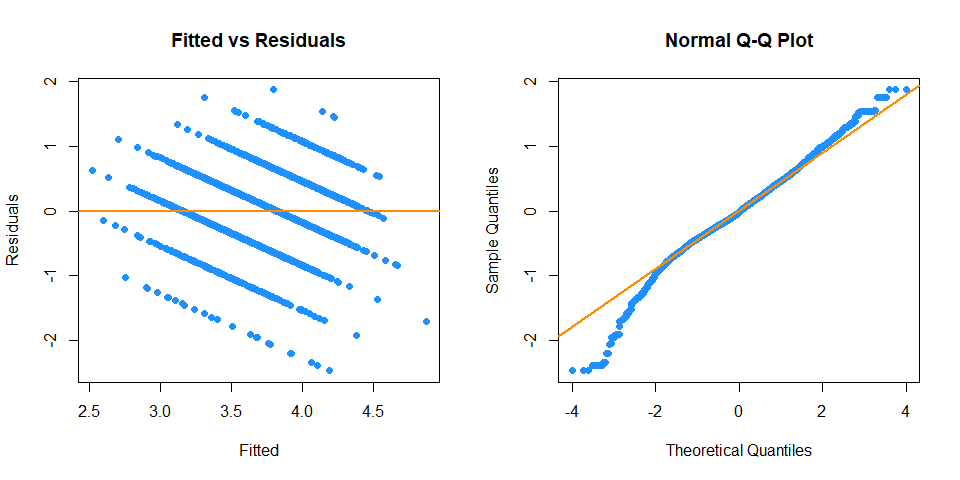 Fitted vs Residuals
2
1
0
-1
-2
Residuals
2.5 3.0 3.5 4.0 4.5
Fitted
Normal Q-Q Plot
2
1
0
-1
-2
Sample Quantiles
-4 -2 0 2 4
Theoretical Quantiles